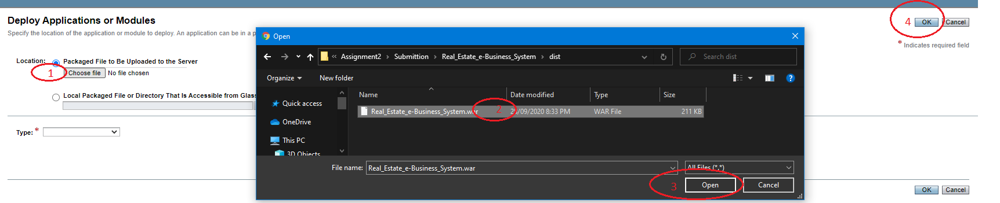 Deploy Applications or Modules
Specify the location of the application or module to deploy. An application can be in a p
Location:
Packaged File to Be Uploaded to the Server
1
Choose file No file chosen
Local Packaged File or Directory That Is Accessible from Glas
Type: *
Open
« Assignment2 > Submittion > Real_Estate_e-Business_System > dist
Search dist
Organize
New folder
Name
Date modified
Type
Size
Quick access
OneDrive
This PC
3D Objects
Real_Estate_e-Business_System.war
2
/09/2020 8:33 PM
WAR File
211 KB
File name:
Real_Estate_e-Business_System.war
All Files (*.*)
3
Open
Cancel
4
OK
Cancel
* Indicates required field
OK
Cancel